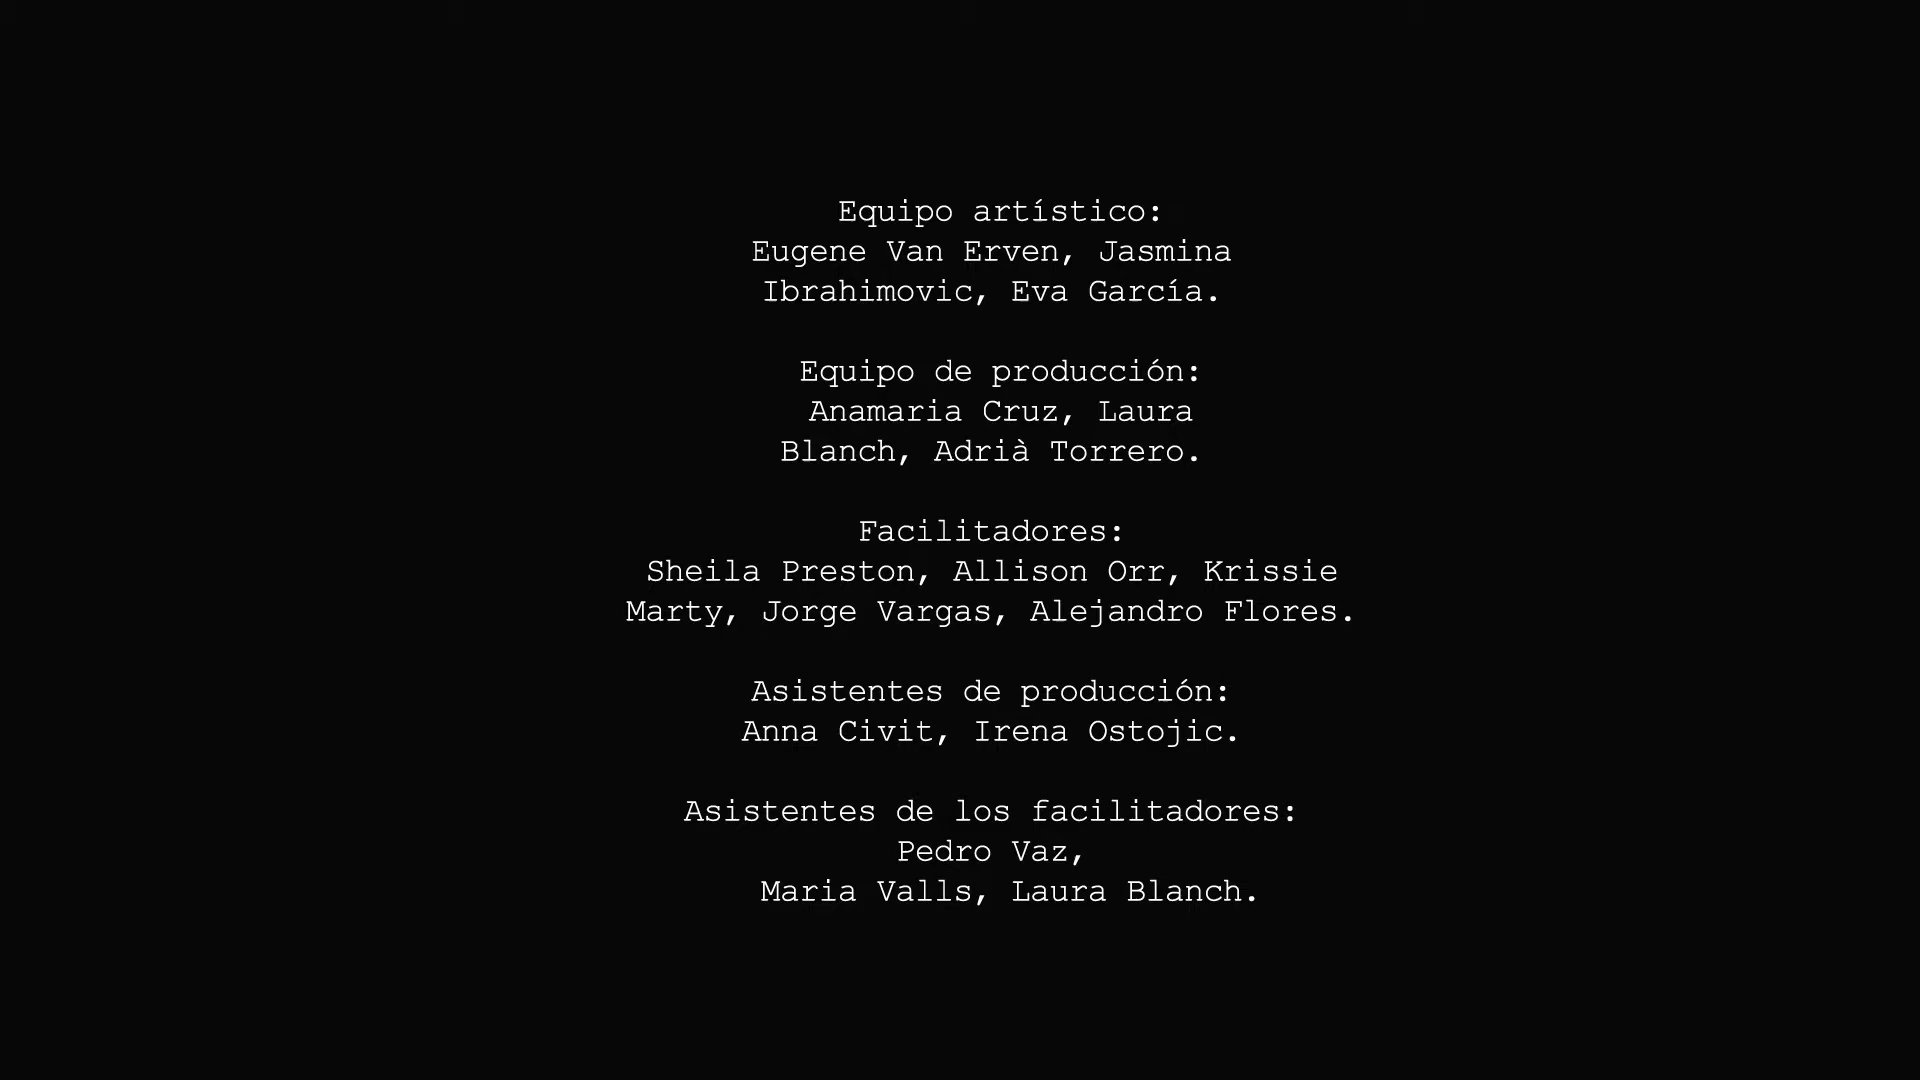 Equipo artístico:
Eugene Van Erven, Jasmina
Ibrahimovic, Eva García.
Equipo de producción:
Anamaria Cruz, Laura
Blanch, Adrià Torrero.
Facilitadores:
Sheila Preston, Allison Orr, Krissie
Marty, Jorge Vargas, Alejandro Flores.
Asistentes de producción:
Anna Civit, Irena Ostojic.
Asistentes de los facilitadores:
Pedro Vaz,
Maria Valls, Laura Blanch.